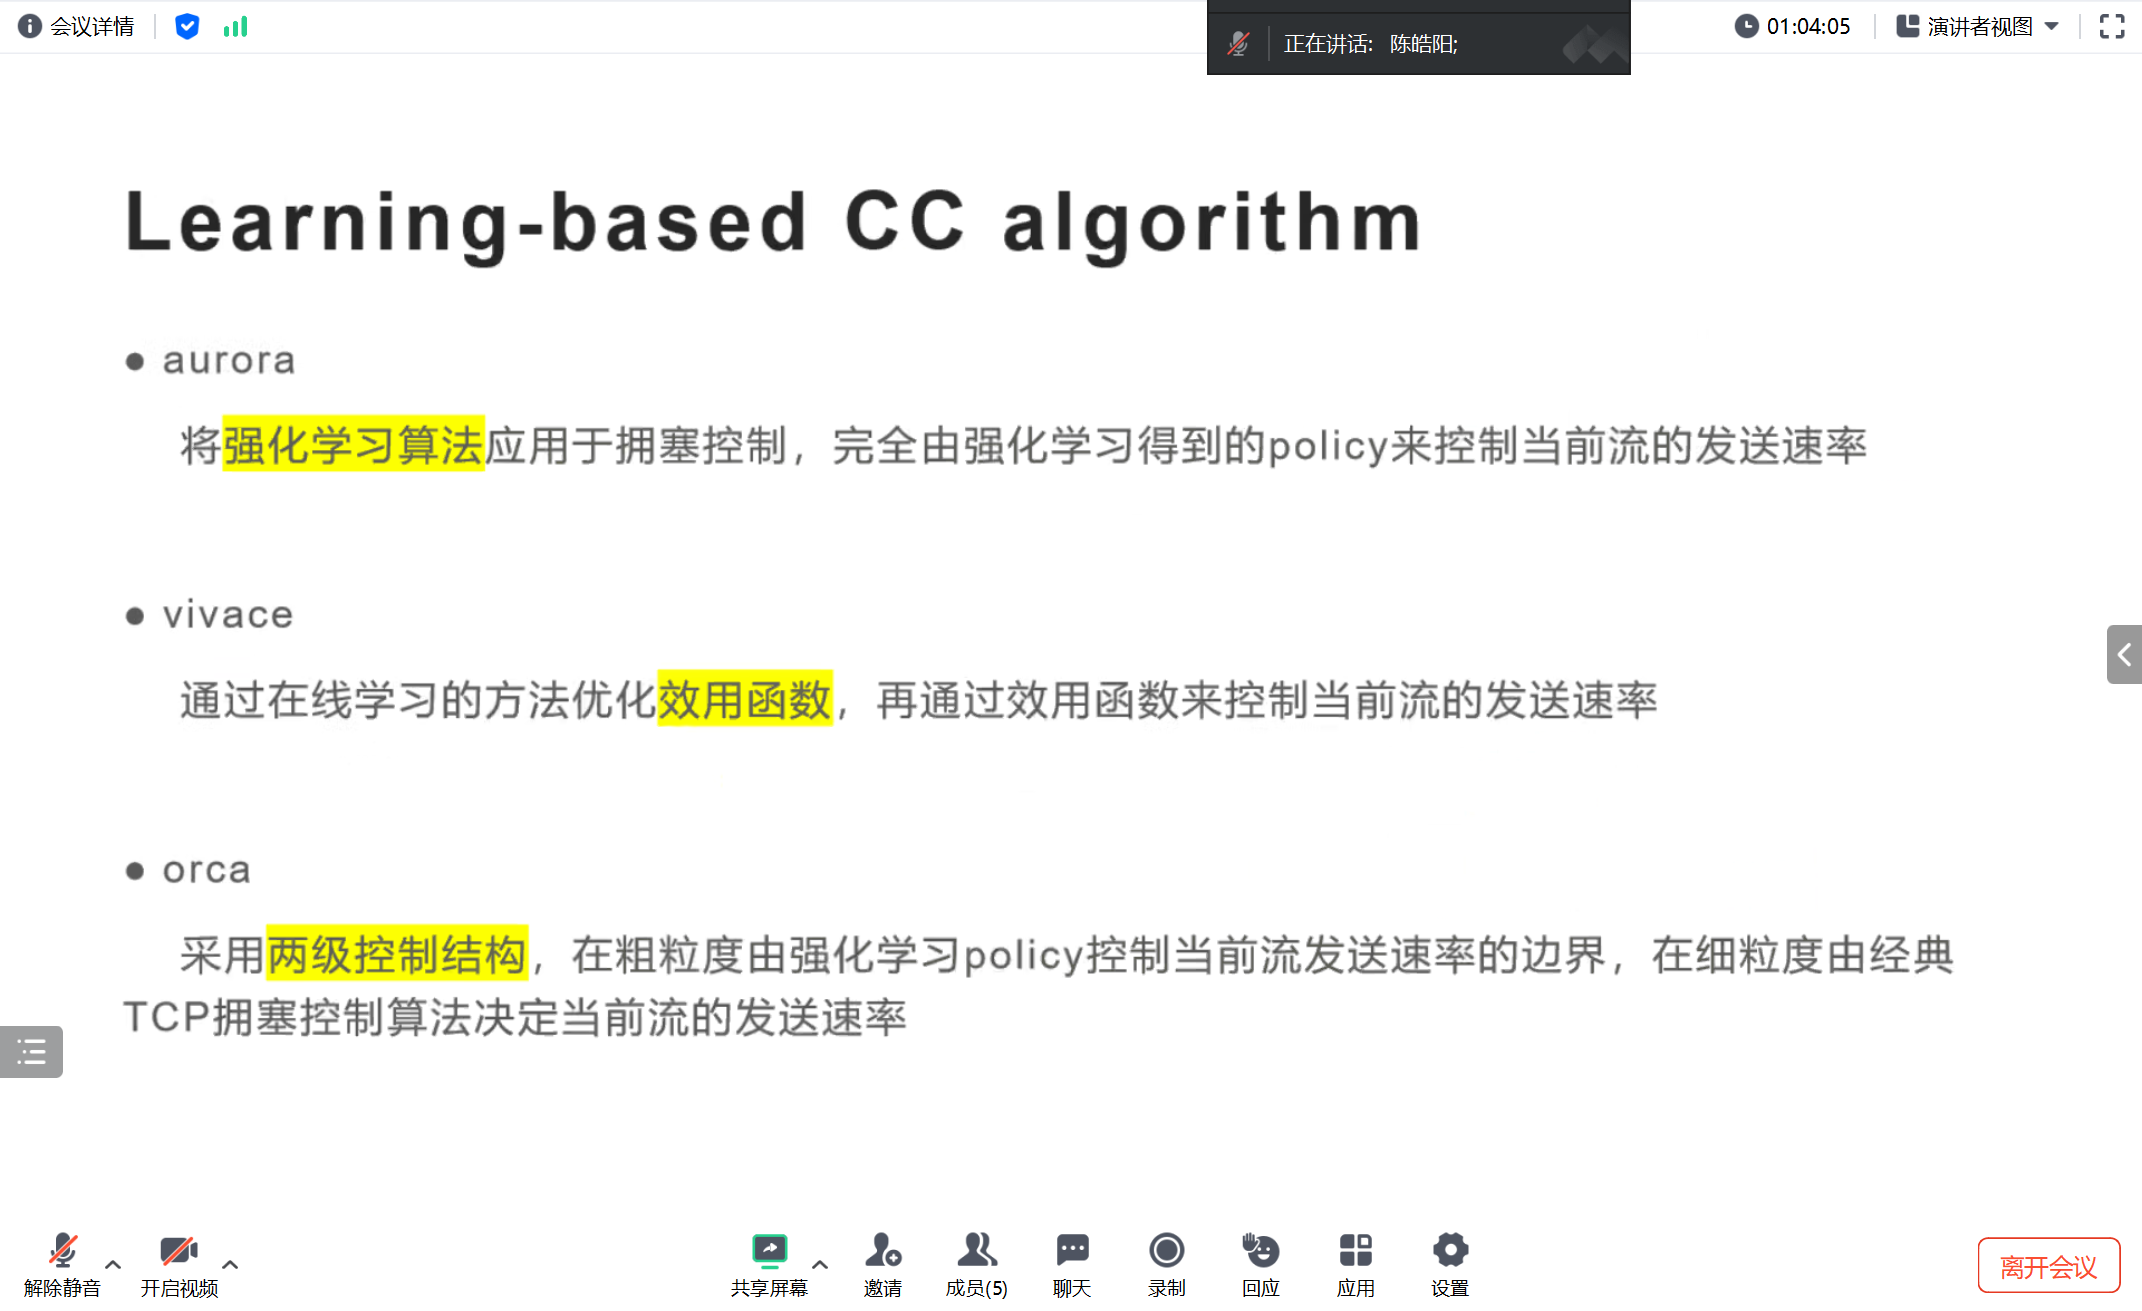 会议详情
正在讲话: 陈皓阳;
01:04:05
演讲者视图
Learning-based CC algorithm
● aurora
将强化学习算法应用于拥塞控制，完全由强化学习得到的policy来控制当前流的发送速率
● vivace
通过在线学习的方法优化效用函数，再通过效用函数来控制当前流的发送速率
● orca
采用两级控制结构，在粗粒度由强化学习policy控制当前流发送速率的边界，在细粒度由经典
TCP拥塞控制算法决定当前流的发送速率
解除静音
开启视频
共享屏幕
邀请
成员(5)
聊天
录制
回应
应用
设置
离开会议